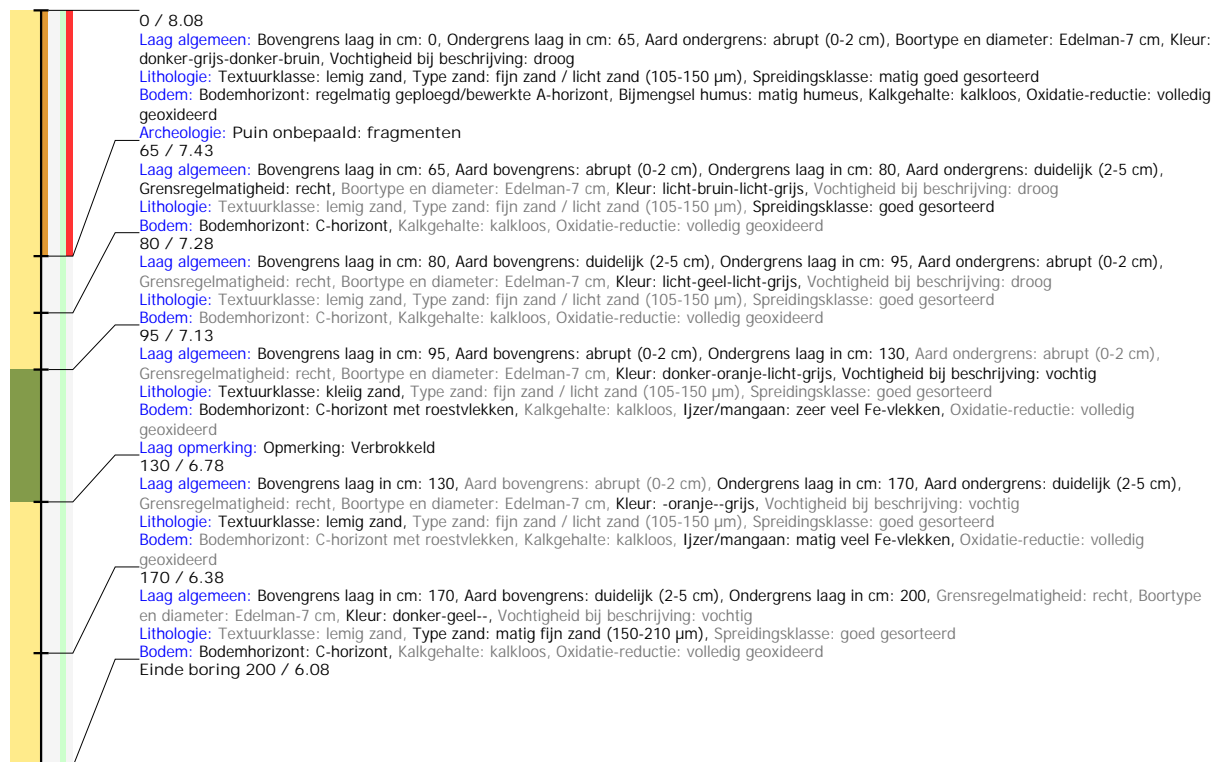 0 / 8.08
Laag algemeen: Bovengrens laag in cm: 0, Ondergrens laag in cm: 65, Aard ondergrens: abrupt (0-2 cm), Boortype en diameter: Edelman-7 cm, Kleur:
donker-grijs-donker-bruin, Vochtigheid bij beschrijving: droog
Lithologie: Textuurklasse: lemig zand, Type zand: fijn zand / licht zand (105-150 µm), Spreidingsklasse: matig goed gesorteerd
Bodem: Bodemhorizont: regelmatig geploegd/bewerkte A-horizont, Bijmengsel humus: matig humeus, Kalkgehalte: kalkloos, Oxidatie-reductie: volledig
geoxideerd
Archeologie: Puin onbepaald: fragmenten
65 / 7.43
Laag algemeen: Bovengrens laag in cm: 65, Aard bovengrens: abrupt (0-2 cm), Ondergrens laag in cm: 80, Aard ondergrens: duidelijk (2-5 cm),
Grensregelmatigheid: recht, Boortype en diameter: Edelman-7 cm, Kleur: licht-bruin-licht-grijs, Vochtigheid bij beschrijving: droog
Lithologie: Textuurklasse: lemig zand, Type zand: fijn zand / licht zand (105-150 µm), Spreidingsklasse: goed gesorteerd
Bodem: Bodemhorizont: C-horizont, Kalkgehalte: kalkloos, Oxidatie-reductie: volledig geoxideerd
80 / 7.28
Laag algemeen: Bovengrens laag in cm: 80, Aard bovengrens: duidelijk (2-5 cm), Ondergrens laag in cm: 95, Aard ondergrens: abrupt (0-2 cm),
Grensregelmatigheid: recht, Boortype en diameter: Edelman-7 cm, Kleur: licht-geel-licht-grijs, Vochtigheid bij beschrijving: droog
Lithologie: Textuurklasse: lemig zand, Type zand: fijn zand / licht zand (105-150 µm), Spreidingsklasse: goed gesorteerd
Bodem: Bodemhorizont: C-horizont, Kalkgehalte: kalkloos, Oxidatie-reductie: volledig geoxideerd
95 / 7.13
Laag algemeen: Bovengrens laag in cm: 95, Aard bovengrens: abrupt (0-2 cm), Ondergrens laag in cm: 130, Aard ondergrens: abrupt (0-2 cm),
Grensregelmatigheid: recht, Boortype en diameter: Edelman-7 cm, Kleur: donker-oranje-licht-grijs, Vochtigheid bij beschrijving: vochtig
Lithologie: Textuurklasse: kleiig zand, Type zand: fijn zand / licht zand (105-150 µm), Spreidingsklasse: goed gesorteerd
Bodem: Bodemhorizont: C-horizont met roestvlekken, Kalkgehalte: kalkloos, Ijzer/mangaan: zeer veel Fe-vlekken, Oxidatie-reductie: volledig
geoxideerd
Laag opmerking: Opmerking: Verbrokkeld
130 / 6.78
Laag algemeen: Bovengrens laag in cm: 130, Aard bovengrens: abrupt (0-2 cm), Ondergrens laag in cm: 170, Aard ondergrens: duidelijk (2-5 cm),
Grensregelmatigheid: recht, Boortype en diameter: Edelman-7 cm, Kleur: -oranje--grijs, Vochtigheid bij beschrijving: vochtig
Lithologie: Textuurklasse: lemig zand, Type zand: fijn zand / licht zand (105-150 µm), Spreidingsklasse: goed gesorteerd
Bodem: Bodemhorizont: C-horizont met roestvlekken, Kalkgehalte: kalkloos, Ijzer/mangaan: matig veel Fe-vlekken, Oxidatie-reductie: volledig
geoxideerd
170 / 6.38
Laag algemeen: Bovengrens laag in cm: 170, Aard bovengrens: duidelijk (2-5 cm), Ondergrens laag in cm: 200, Grensregelmatigheid: recht, Boortype
en diameter: Edelman-7 cm, Kleur: donker-geel--, Vochtigheid bij beschrijving: vochtig
Lithologie: Textuurklasse: lemig zand, Type zand: matig fijn zand (150-210 µm), Spreidingsklasse: goed gesorteerd
Bodem: Bodemhorizont: C-horizont, Kalkgehalte: kalkloos, Oxidatie-reductie: volledig geoxideerd
Einde boring 200 / 6.08